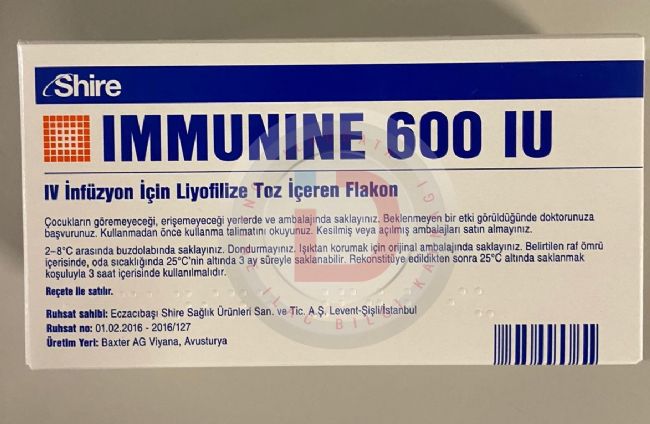 Shire
IMMUNINE 600 IU
IV İnfüzyon İçin Liyofilize Toz İçeren Flakon
Çocukların göremeyeceği, erişemeyeceği yerlerde ve ambalajında saklayınız. Beklenmeyen bir etki görüldüğünde doktorunuza
başvurunuz. Kullanmadan önce kullanma talimatını okuyunuz. Kesilmiş veya açılmış ambalajları satın almayınız.
2-8°C arasında buzdolabında saklayınız. Dondurmayınız. Işıktan korumak için orijinal ambalajında saklayınız. Belirtilen raf ömrü
içerisinde, oda sıcaklığında 25°C'nin altında 3 ay süreyle saklanabilir. Rekonstitüe edildikten sonra 25°C altında saklanmak
koşuluyla 3 saat içerisinde kullanılmalıdır.
Reçete ile satılır.
Ruhsat sahibi: Eczacıbaşı Shire Sağlık Ürünleri San. ve Tic. A.Ş. Levent-Şişli/İstanbul
Ruhsat no: 01.02.2016 - 2016/127
Üretim Yeri: Baxter AG Viyana, Avusturya